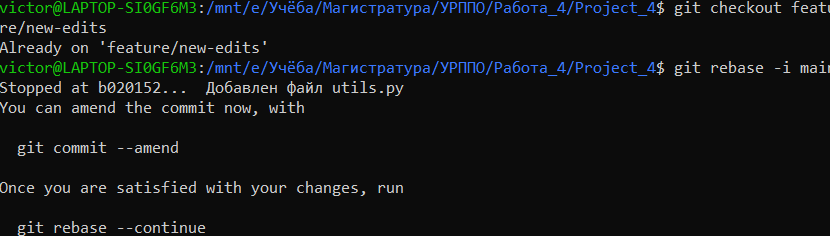 victor@LAPTOP-SI0GF6M3:/mnt/e/Учёба/Магистратура/УРППО/Работа_4/Project_4$ git checkout featu
re/new-edits
Already on 'feature/new-edits'
victor@LAPTOP-SI0GF6M3:/mnt/e/Учёба/Магистратура/УРППО/Работа_4/Project_4$ git rebase -i main
Stopped at b020152...  Добавлен файл utils.py
You can amend the commit now, with
  git commit --amend
Once you are satisfied with your changes, run
  git rebase --continue